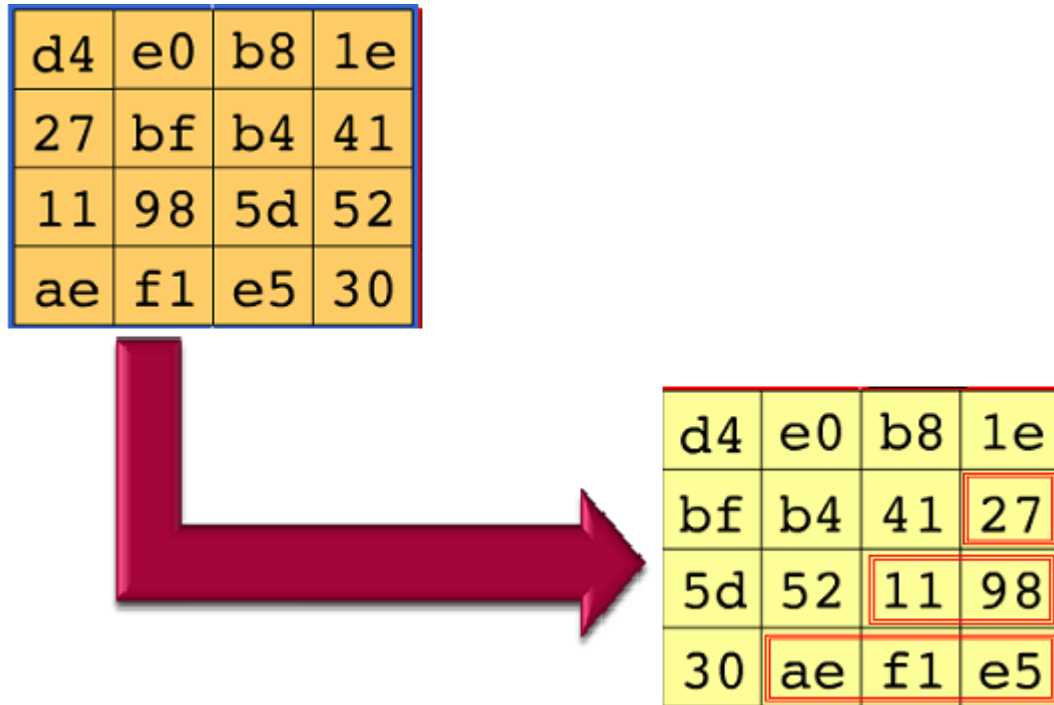 d4 e0 b8 1e
27 bf b4 41
11 98 5d 52
ae f1 e5 30
d4 e0 b8 1e
bf b4 41 27
5d 52 11 98
30 ae f1 e5